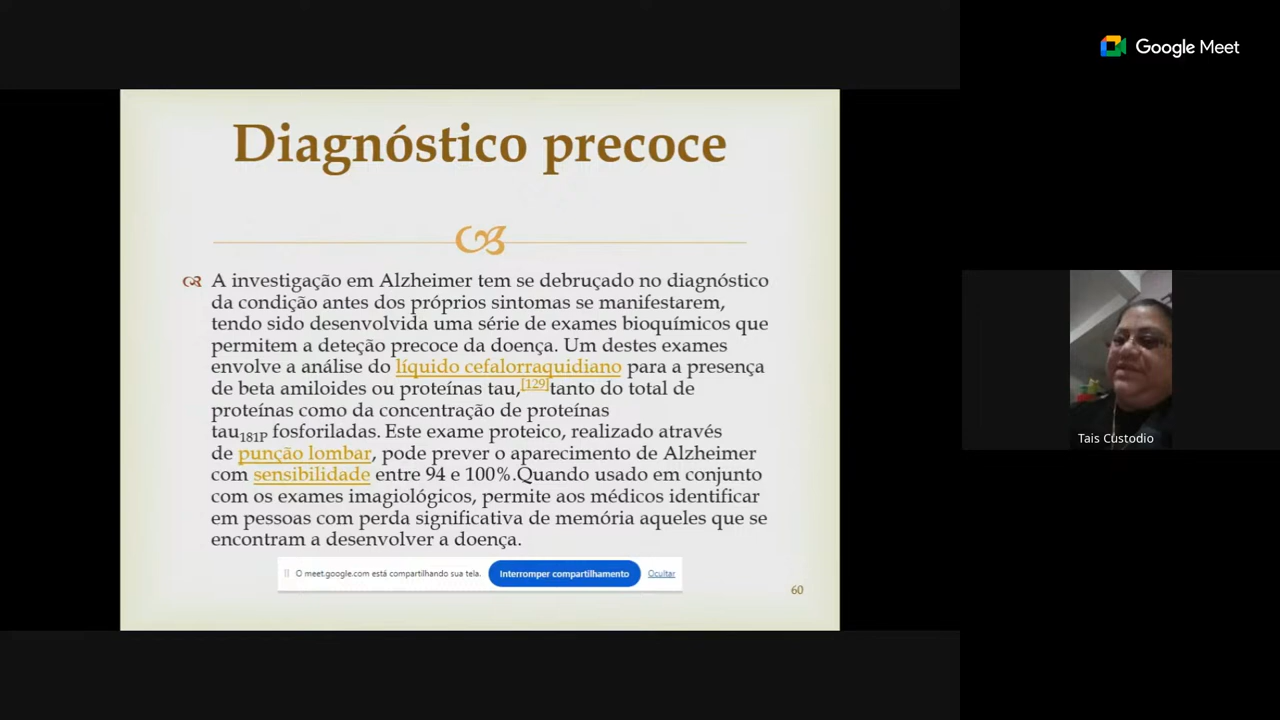 Google Meet
Diagnóstico precoce
A investigação em Alzheimer tem se debruçado no diagnóstico
da condição antes dos próprios sintomas se manifestarem,
tendo sido desenvolvida uma série de exames bioquímicos que
permitem a deteção precoce da doença. Um destes exames
envolve a análise do líquido cefalorraquidiano para a presença
de beta amiloides ou proteínas tau,[129]tanto do total de
proteínas como da concentração de proteínas
tau181P fosforiladas. Este exame proteico, realizado através
de punção lombar, pode prever o aparecimento de Alzheimer
com sensibilidade entre 94 e 100%.Quando usado em conjunto
com os exames imagiológicos, permite aos médicos identificar
em pessoas com perda significativa de memória aqueles que se
encontram a desenvolver a doença.
O meet.google.com está compartilhando sua tela. Interromper compartilhamento Ocultar
60
Tais Custodio